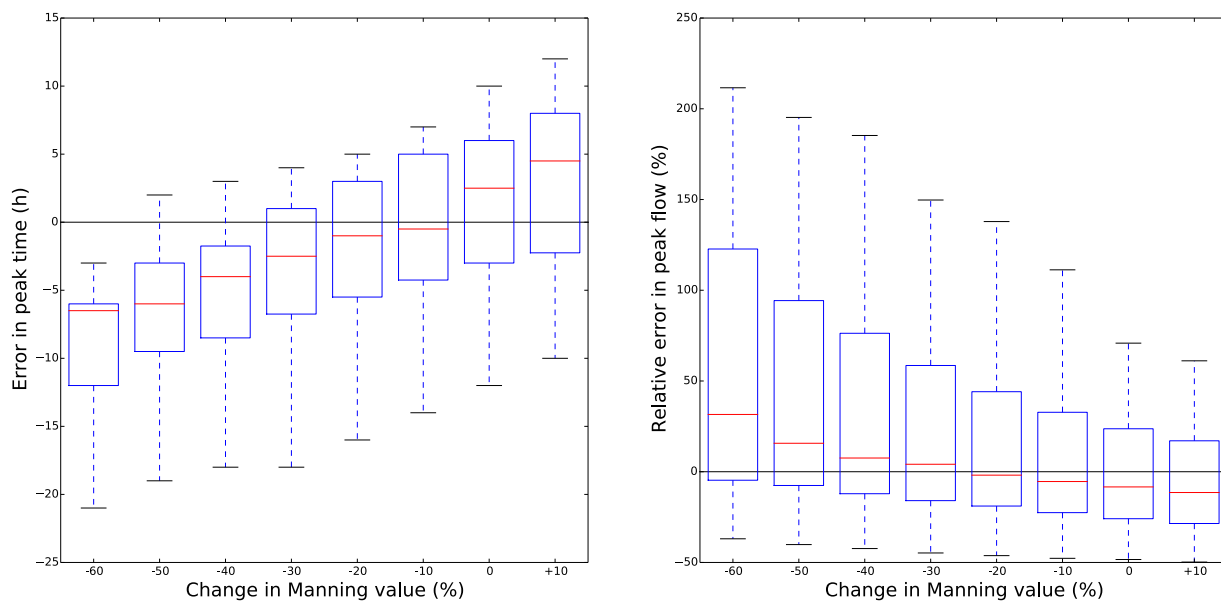 15
10
5
0
−5
−10
−15
−20
−25
Error in peak time (h)
-60 -50 -40 -30 -20 -10 0 +10
Change in Manning value (%)
250
200
150
100
50
0
−50
Relative error in peak flow (%)
-60 -50 -40 -30 -20 -10 0 +10
Change in Manning value (%)